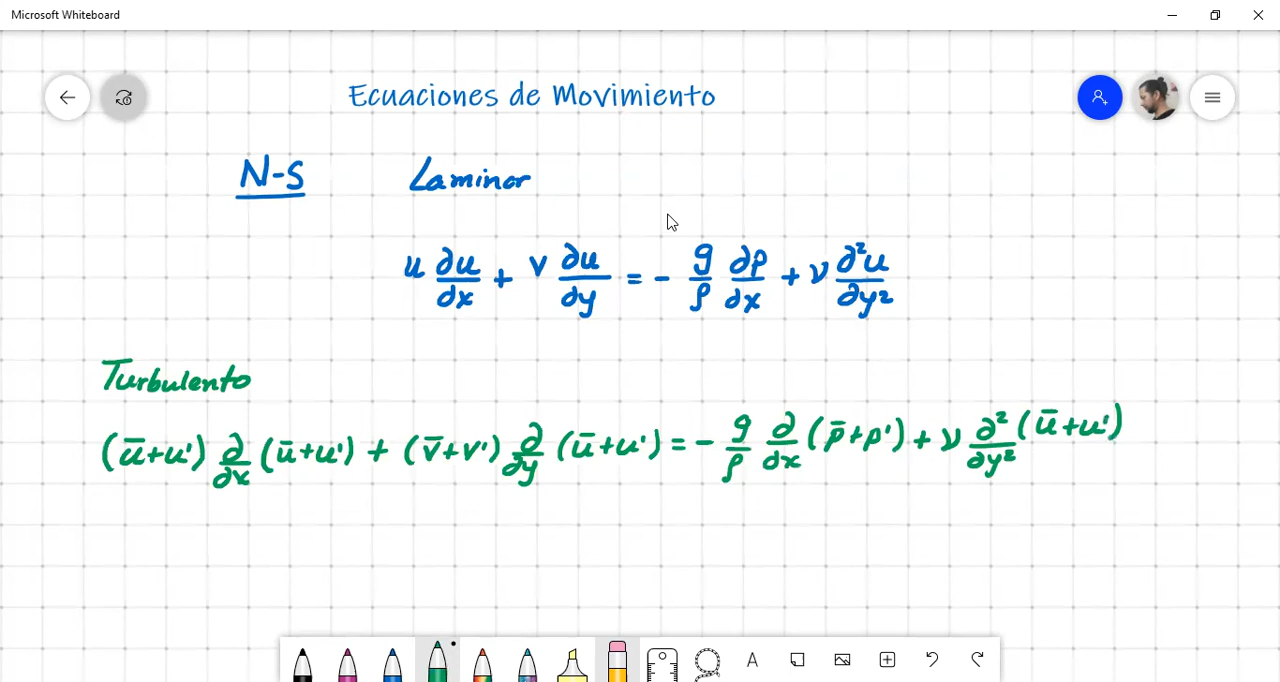 Microsoft Whiteboard
Ecuaciones de Movimiento
N-S Laminar
u ∂u/∂x + v ∂u/∂y = - g/ρ ∂p/∂x + ν ∂²u/∂y²
Turbulento
(ū+u') ∂/∂x (ū+u') + (v̄+v') ∂/∂y (ū+u') = - g/ρ ∂/∂x (p̄+p') + ν ∂²/∂y² (ū+u')
A